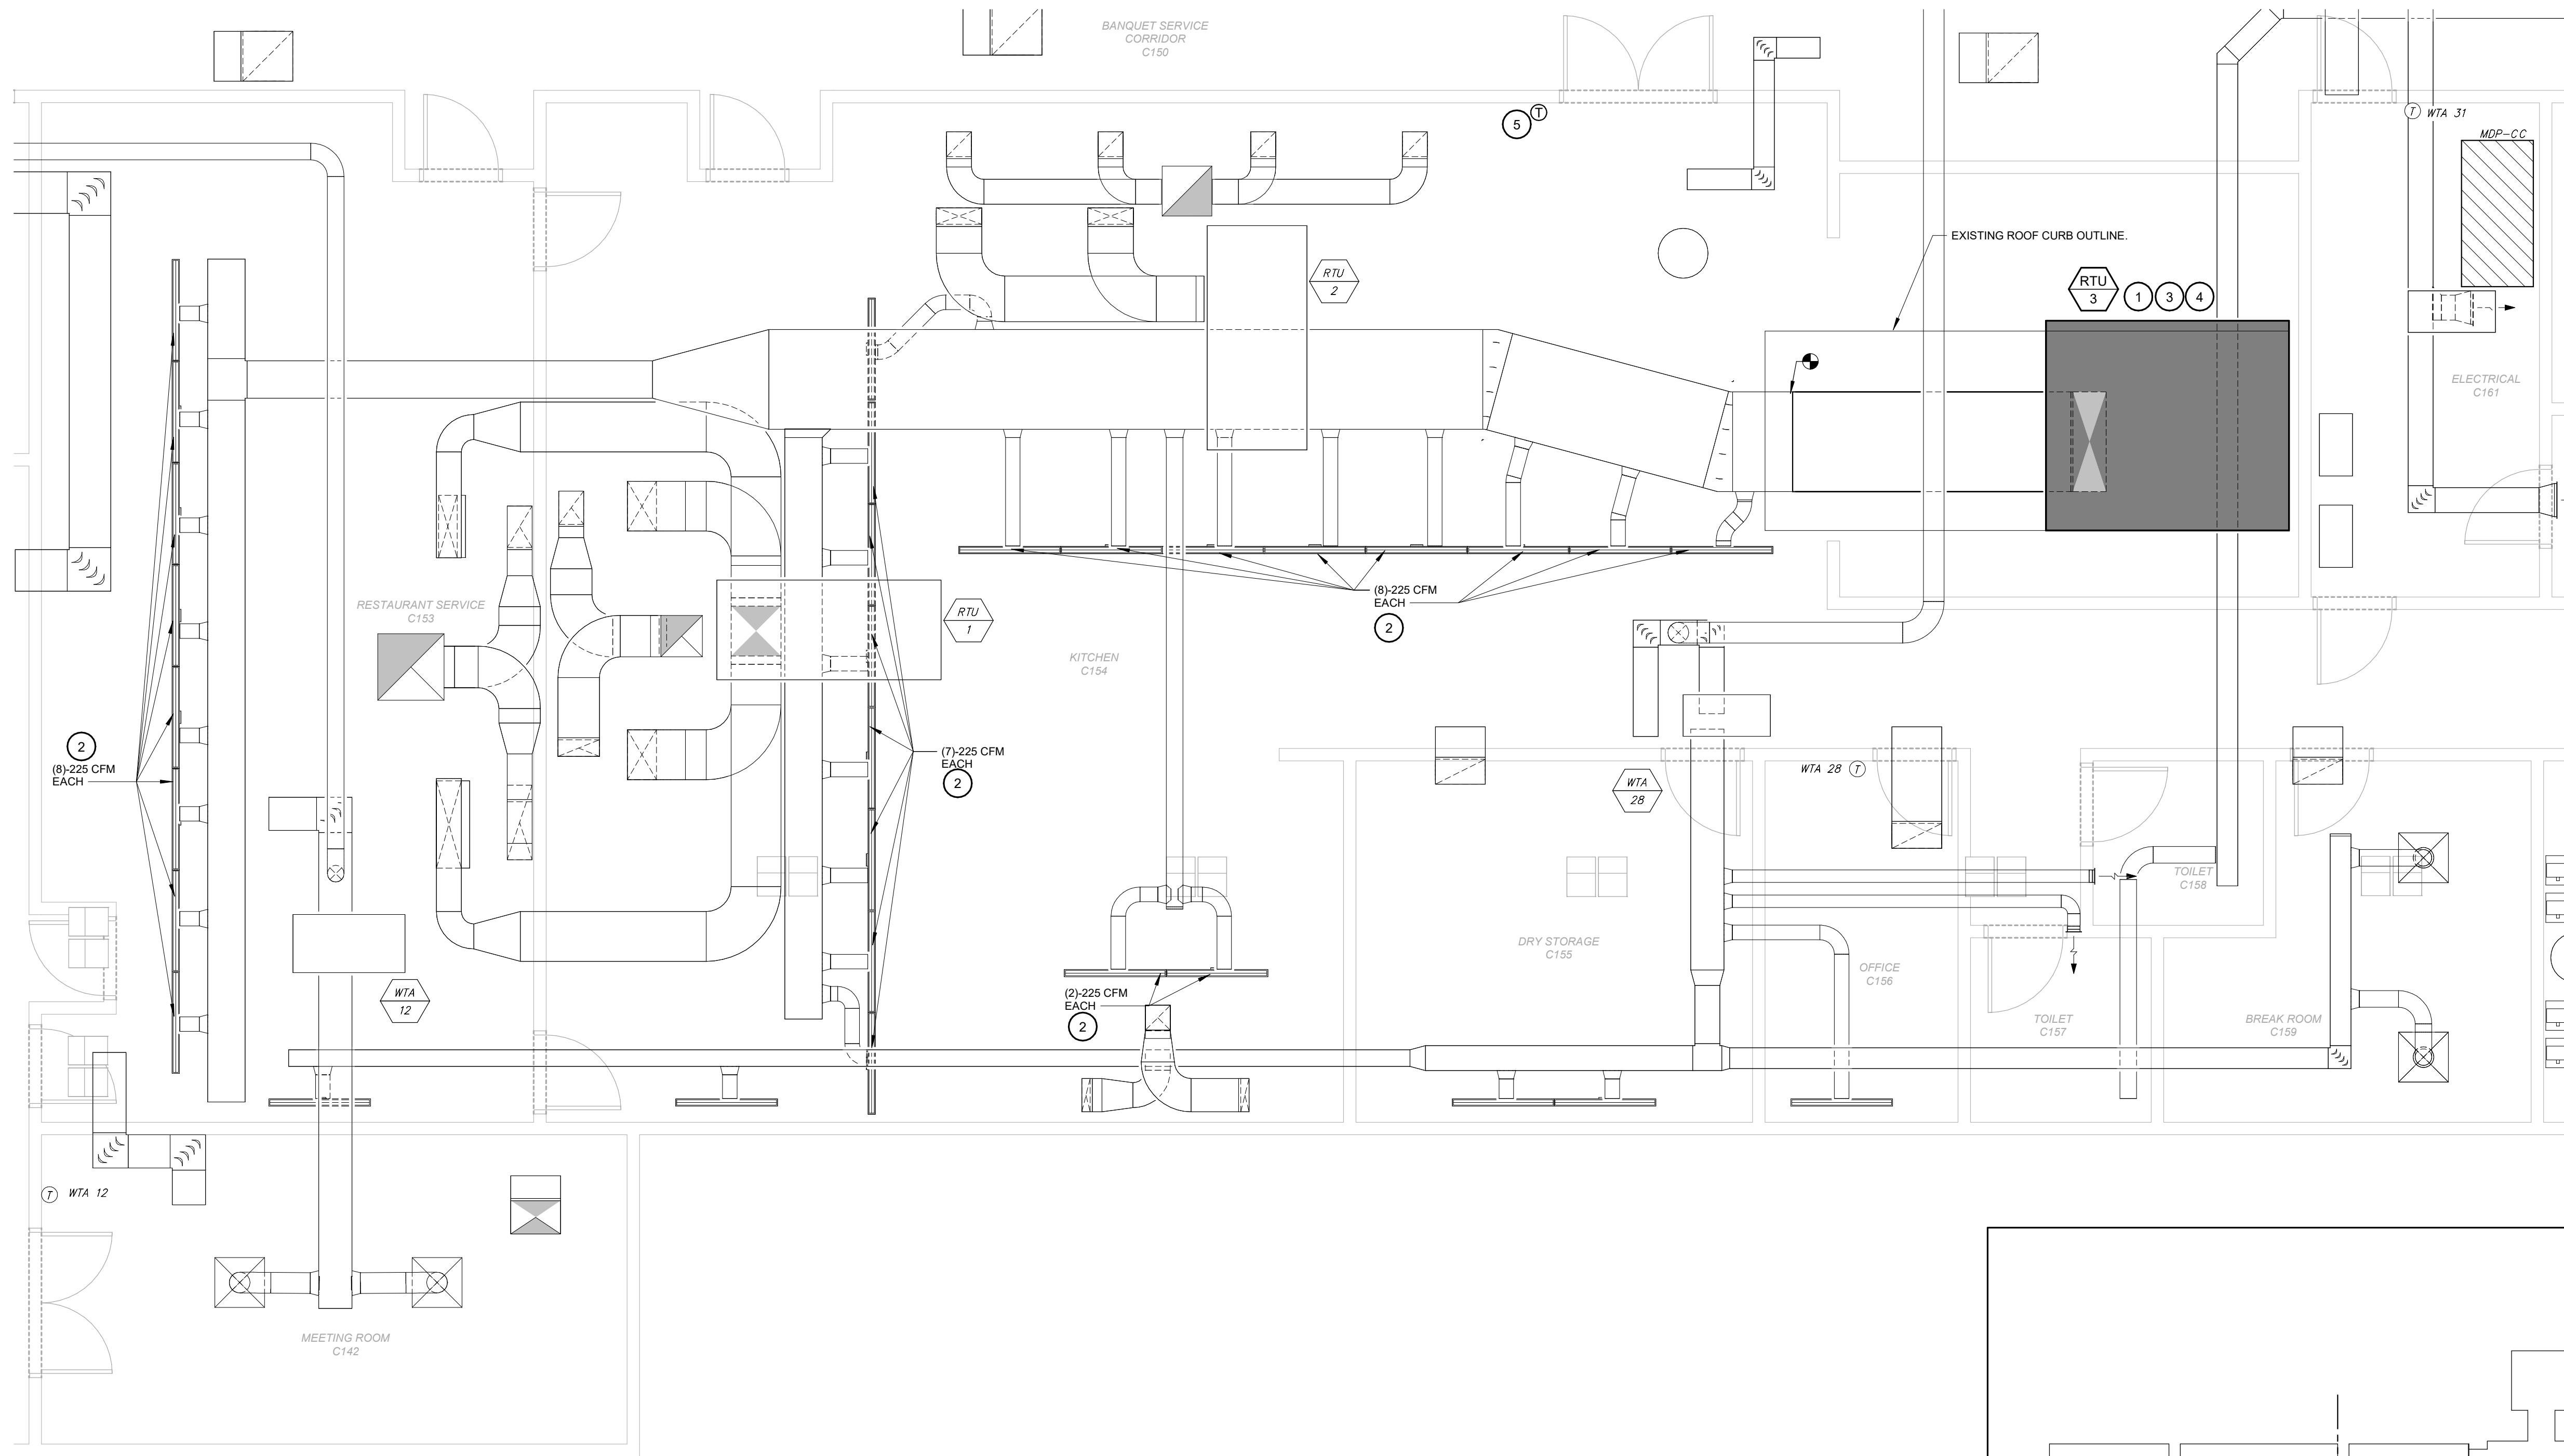 BANQUET SERVICE
CORRIDOR
C150
5
T
T
WTA 31
MDP-CC
EXISTING ROOF CURB OUTLINE.
RTU
2
RTU
3
1
3
4
ELECTRICAL
C161
(8)-225 CFM
EACH
2
RESTAURANT SERVICE
C153
RTU
1
KITCHEN
C154
2
(8)-225 CFM
EACH
(7)-225 CFM
EACH
2
WTA 28
T
WTA
28
TOILET
C158
DRY STORAGE
C155
OFFICE
C156
WTA
12
(2)-225 CFM
EACH
2
TOILET
C157
BREAK ROOM
C159
T
WTA 12
MEETING ROOM
C142